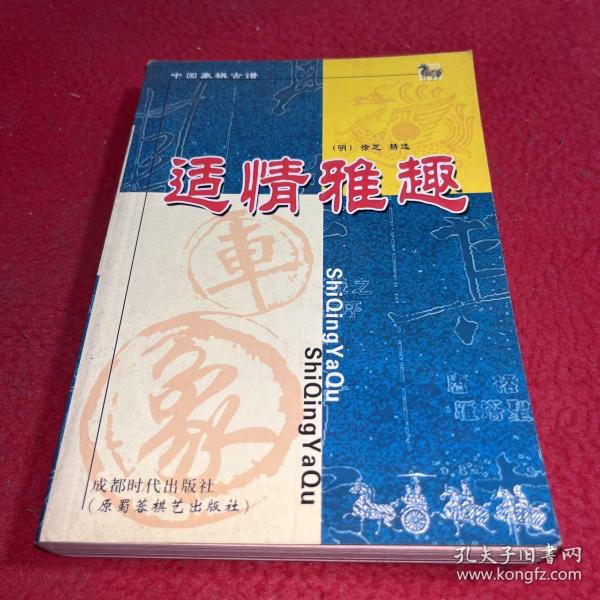 中国象棋古谱
(明) 徐芝 精选
适情雅趣
車
象
ShiQingYaQu
ShiQingYaQu
成都时代出版社
(原蜀蓉棋艺出版社)
孔夫子旧书网
www.kongfz.com